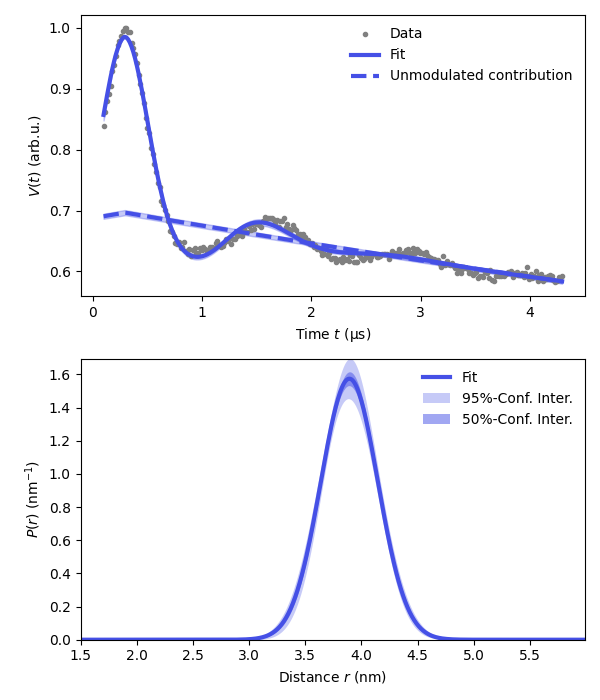 1.0
0.9
0.8
0.7
0.6
V(t) (arb.u.)
Data
Fit
Unmodulated contribution
0 1 2 3 4
Time t (μs)
1.6
1.4
1.2
1.0
0.8
0.6
0.4
0.2
0.0
P(r) (nm⁻¹)
Fit
95%-Conf. Inter.
50%-Conf. Inter.
1.5 2.0 2.5 3.0 3.5 4.0 4.5 5.0 5.5
Distance r (nm)